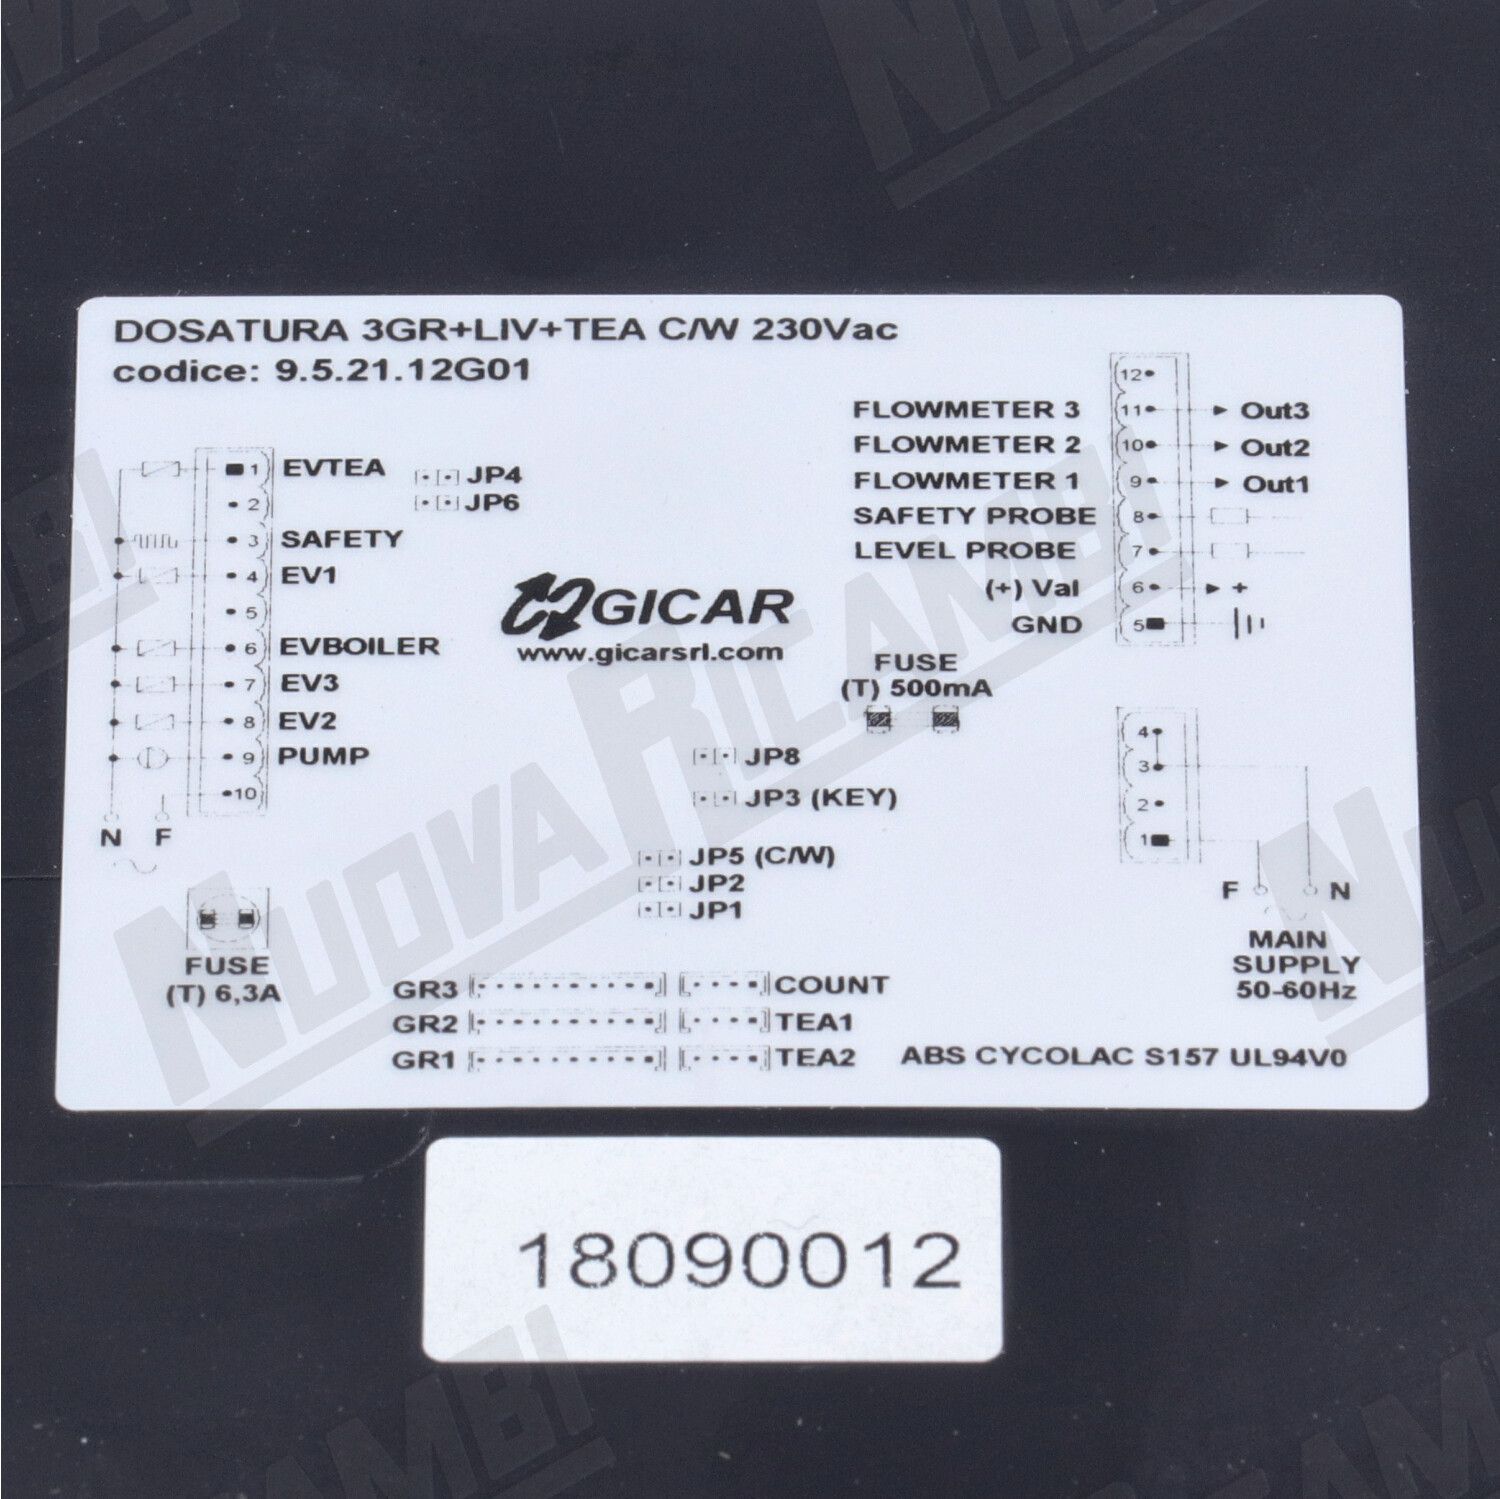 DOSATURA 3GR+LIV+TEA C/W 230Vac
codice: 9.5.21.12G01
1 EVTEA
2
3 SAFETY
4 EV1
5
6 EVBOILER
7 EV3
8 EV2
9 PUMP
10
N F
FUSE
(T) 6,3A
JP4
JP6
GICAR
www.gicarsrl.com
12
FLOWMETER 3 11 Out3
FLOWMETER 2 10 Out2
FLOWMETER 1 9 Out1
SAFETY PROBE 8
LEVEL PROBE 7
(+) Val 6 +
GND 5
FUSE
(T) 500mA
JP8
JP3 (KEY)
JP5 (C/W)
JP2
JP1
4
3
2
1
F N
MAIN
SUPPLY
50-60Hz
GR3 COUNT
GR2 TEA1
GR1 TEA2
ABS CYCOLAC S157 UL94V0
18090012
NUOVA RICAMBI